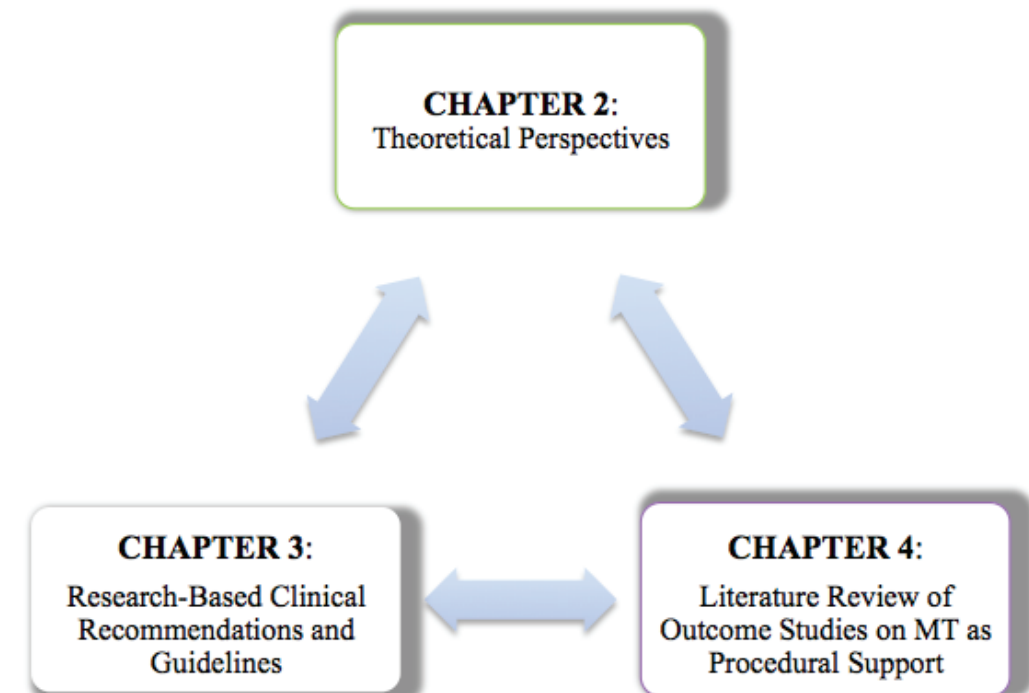 CHAPTER 2:
Theoretical Perspectives
CHAPTER 3:
Research-Based Clinical
Recommendations and
Guidelines
CHAPTER 4:
Literature Review of
Outcome Studies on MT as
Procedural Support